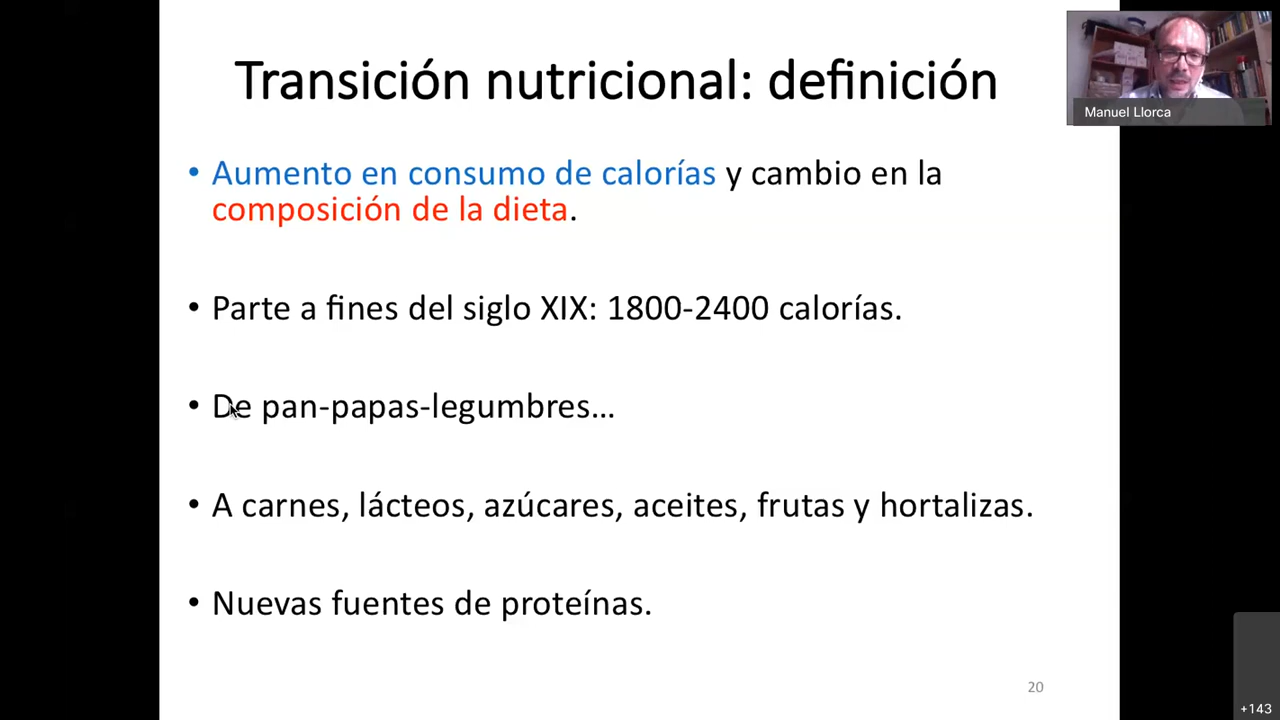 Transición nutricional: definición
Manuel Llorca
• Aumento en consumo de calorías y cambio en la
composición de la dieta.
• Parte a fines del siglo XIX: 1800-2400 calorías.
• De pan-papas-legumbres...
• A carnes, lácteos, azúcares, aceites, frutas y hortalizas.
• Nuevas fuentes de proteínas.
20
+143